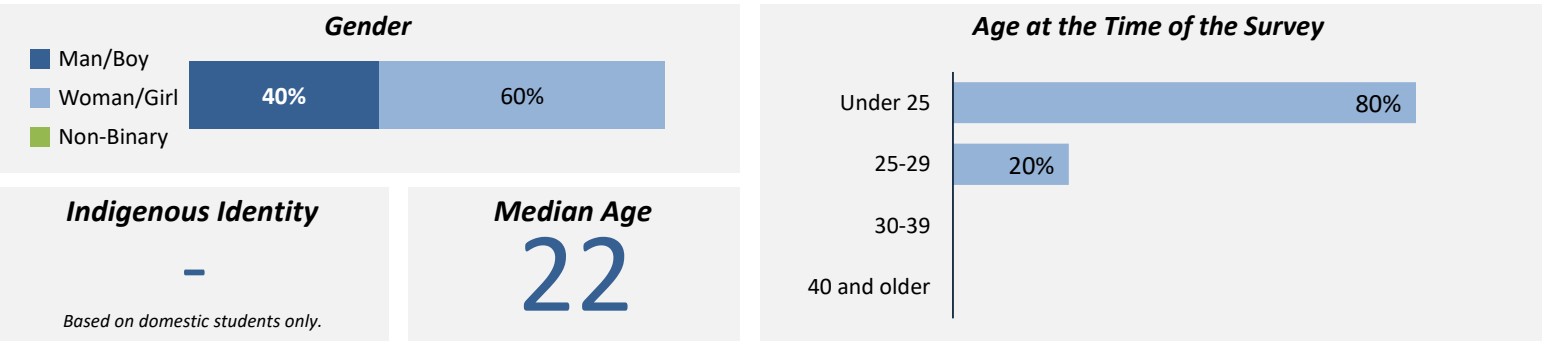 Gender
Man/Boy
Woman/Girl
Non-Binary
40%
60%
Indigenous Identity
-
Based on domestic students only.
Median Age
22
Age at the Time of the Survey
Under 25
80%
25-29
20%
30-39
40 and older